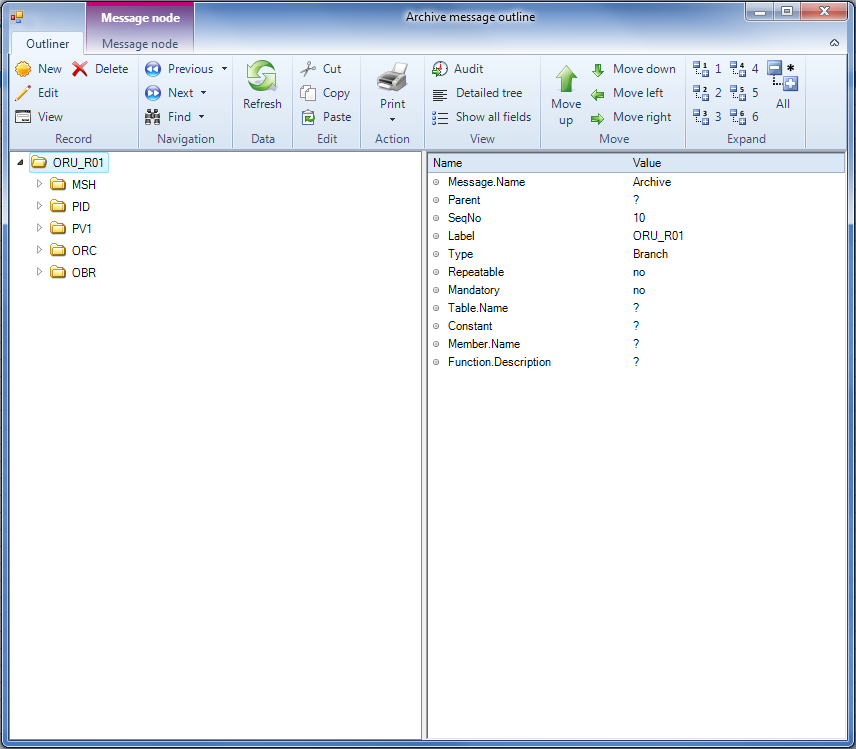 Message node
Archive message outline
Outliner
Message node
New
Delete
Edit
View
Record
Previous
Next
Find
Navigation
Refresh
Data
Cut
Copy
Paste
Edit
Print
Action
Audit
Detailed tree
Show all fields
View
Move up
Move down
Move left
Move right
Move
1
2
3
4
5
6
* All
Expand
ORU_R01
MSH
PID
PV1
ORC
OBR
Name Value
Message.Name Archive
Parent ?
SeqNo 10
Label ORU_R01
Type Branch
Repeatable no
Mandatory no
Table.Name ?
Constant ?
Member.Name ?
Function.Description ?